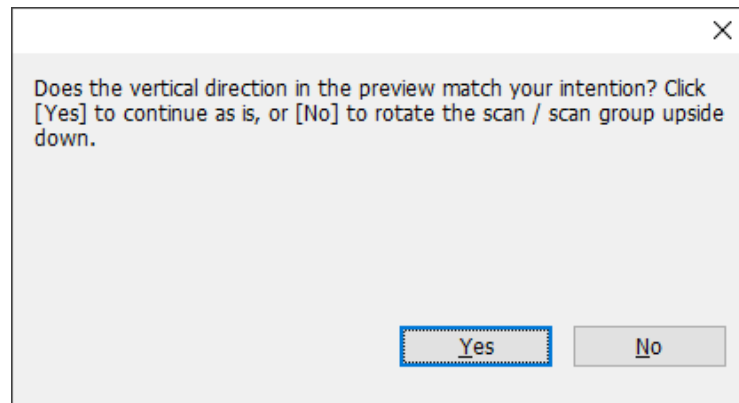 Does the vertical direction in the preview match your intention? Click
[Yes] to continue as is, or [No] to rotate the scan / scan group upside
down.
Yes
No